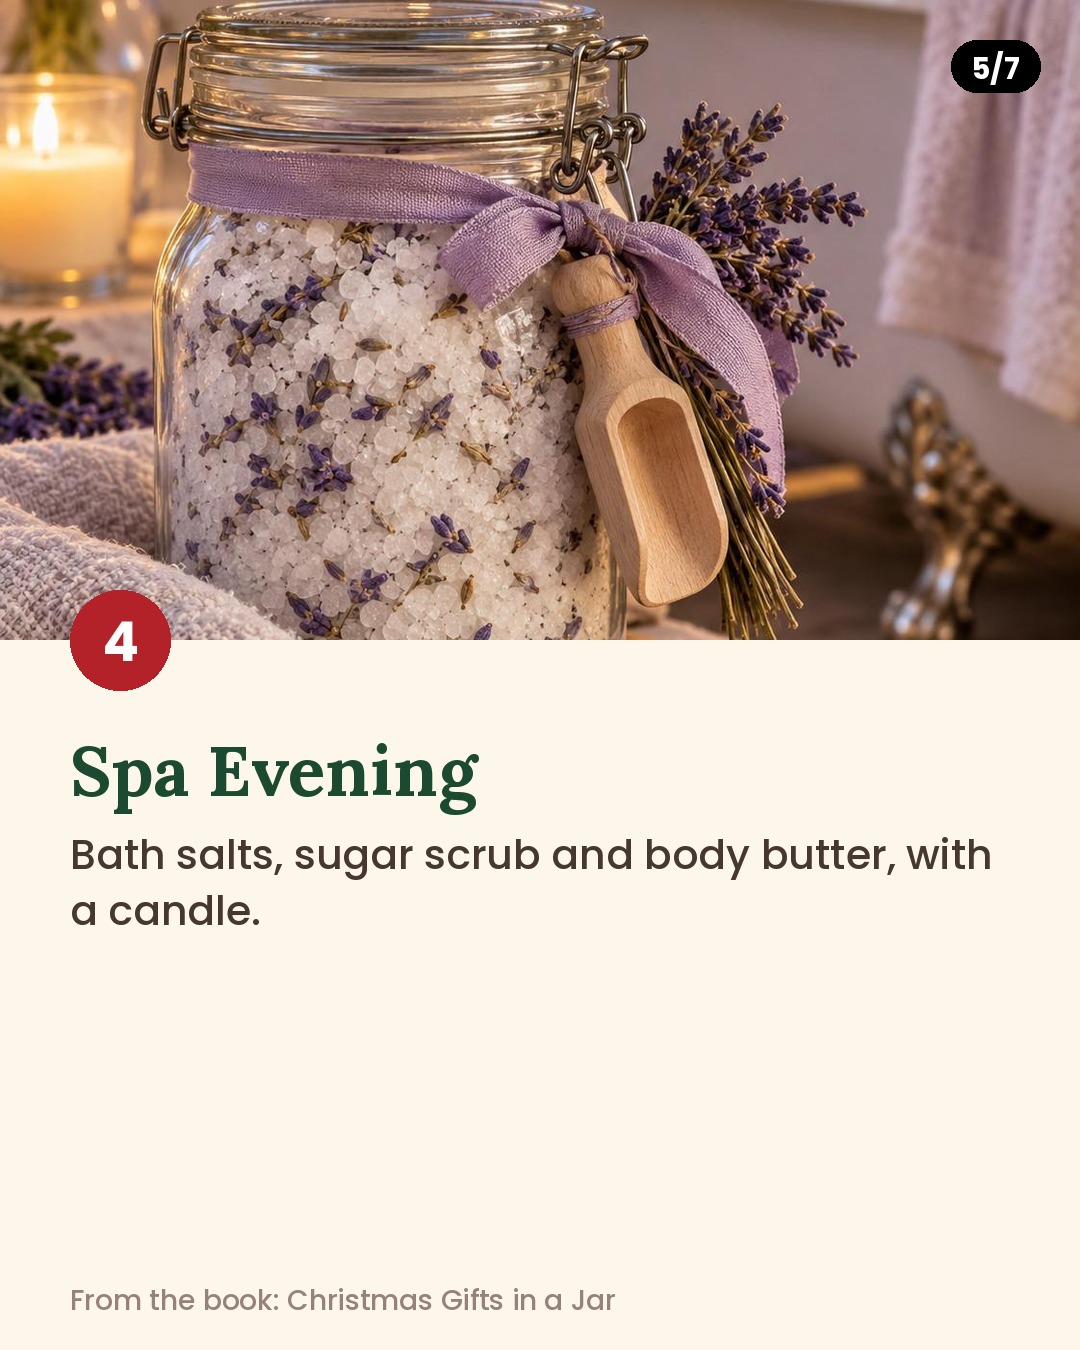 5/7
4
Spa Evening
Bath salts, sugar scrub and body butter, with
a candle.
From the book: Christmas Gifts in a Jar